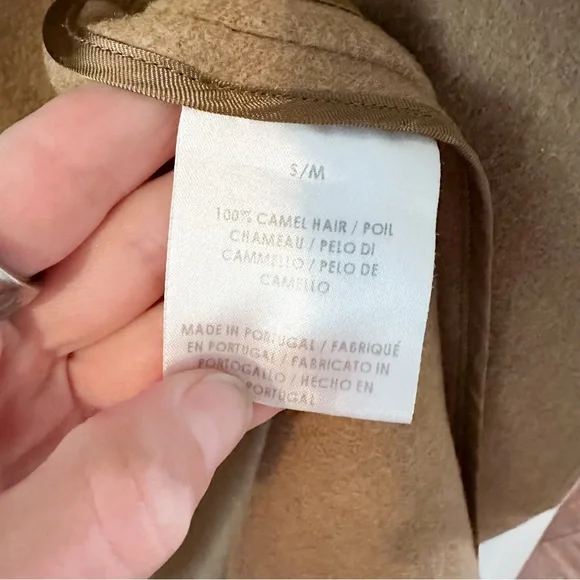 S/M
100% CAMEL HAIR / POIL
CHAMEAU / PELO DI
CAMMELLO / PELO DE
CAMELLO
MADE IN PORTUGAL / FABRIQUÉ
EN PORTUGAL / FABRICATO IN
PORTOGALLO / HECHO EN
PORTUGAL